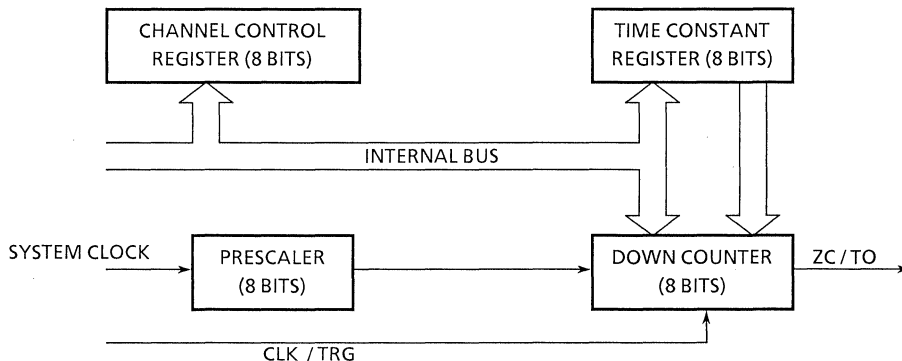 CHANNEL CONTROL
REGISTER (8 BITS)
TIME CONSTANT
REGISTER (8 BITS)
INTERNAL BUS
SYSTEM CLOCK
PRESCALER
(8 BITS)
DOWN COUNTER
(8 BITS)
ZC / TO
CLK / TRG